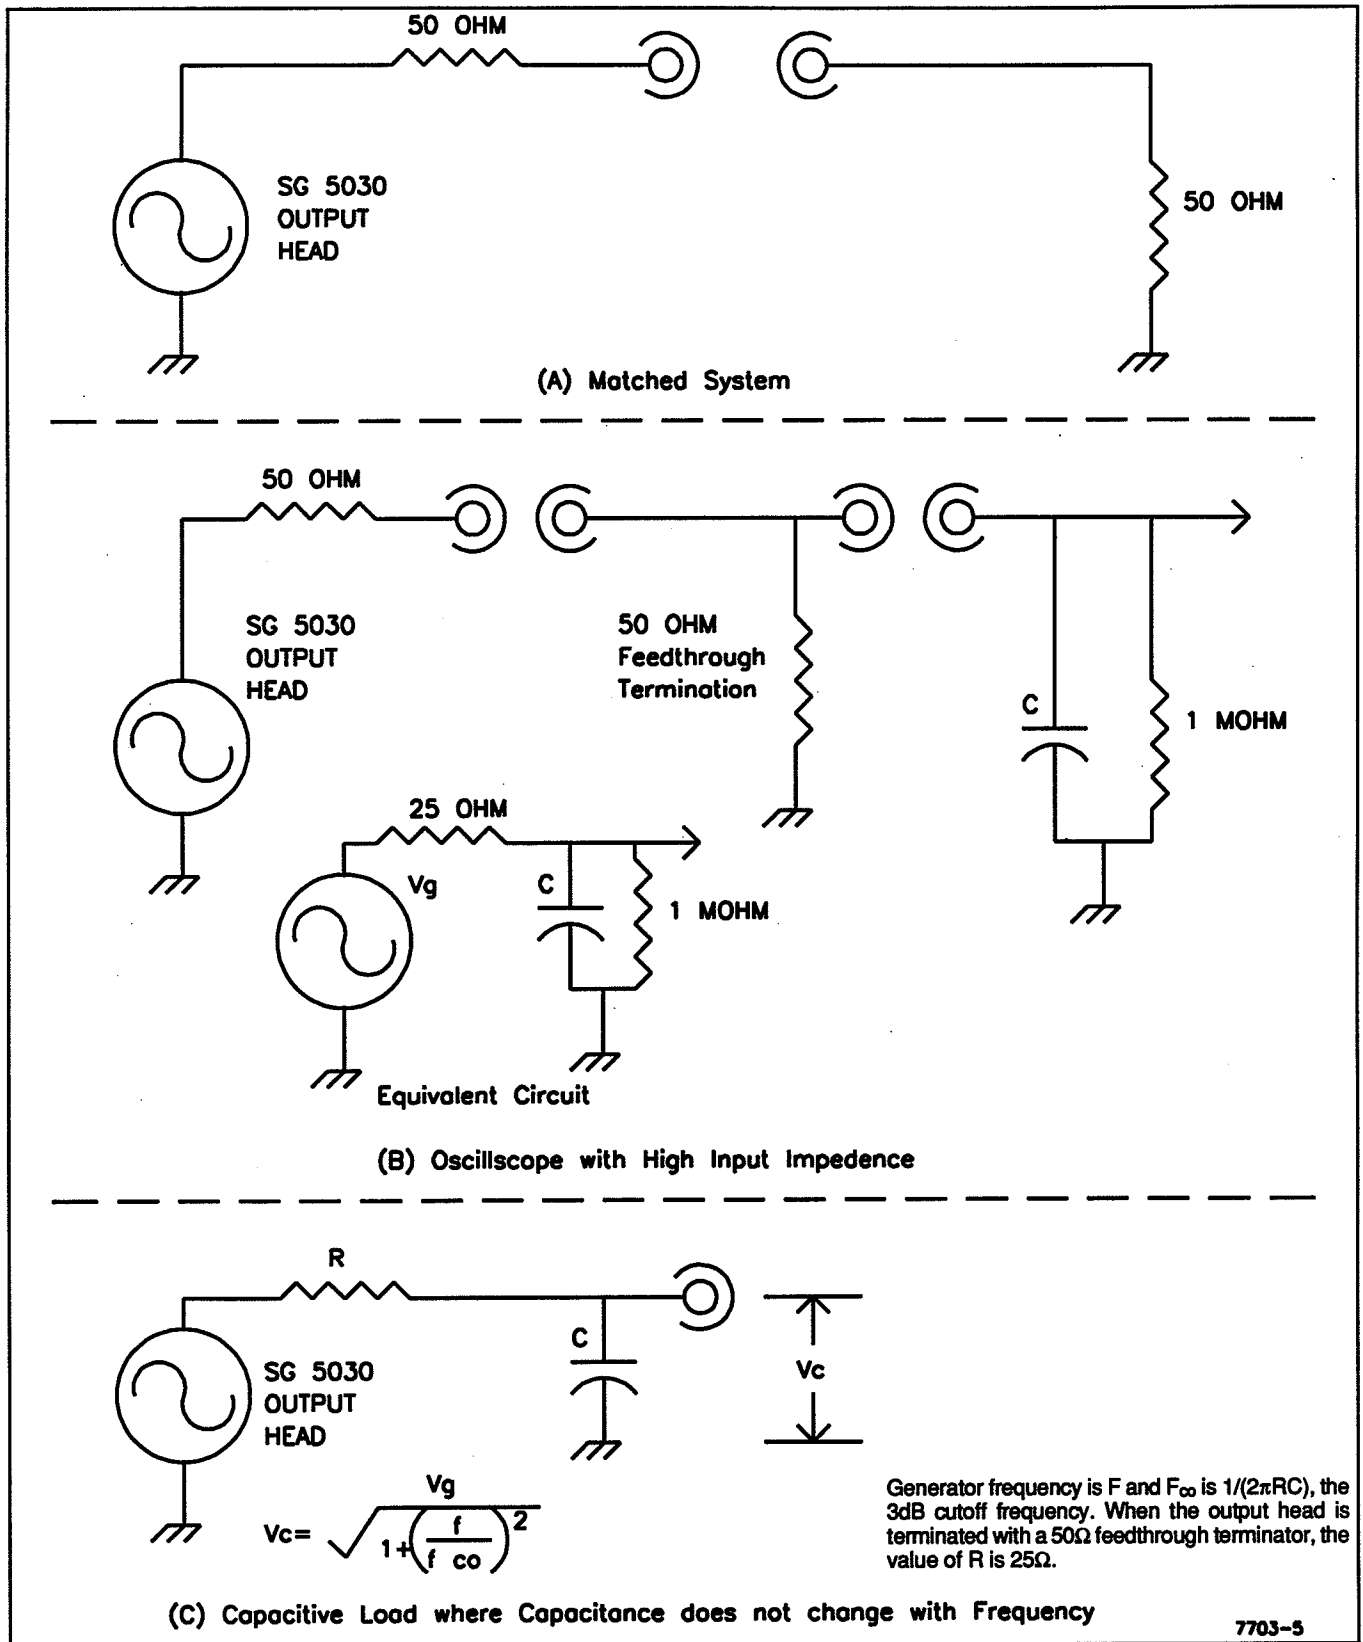 50 OHM
SG 5030
OUTPUT
HEAD
50 OHM
(A) Matched System
50 OHM
SG 5030
OUTPUT
HEAD
50 OHM
Feedthrough
Termination
C
1 MOHM
25 OHM
Vg
C
1 MOHM
Equivalent Circuit
(B) Oscillscope with High Input Impedence
R
SG 5030
OUTPUT
HEAD
C
Vc
Vc= Vg / √1+(f / f co)2
Generator frequency is F and F∞ is 1/(2πRC), the
3dB cutoff frequency. When the output head is
terminated with a 50Ω feedthrough terminator, the
value of R is 25Ω.
(C) Capacitive Load where Capacitance does not change with Frequency
7703-5